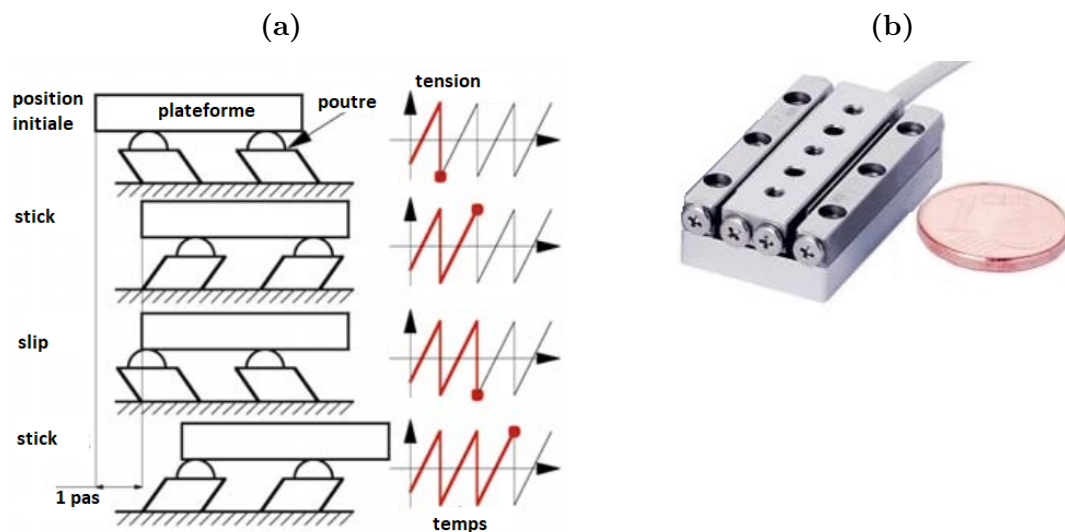 (a)
(b)
tension
position
initiale
plateforme
poutre
stick
slip
stick
1 pas
temps